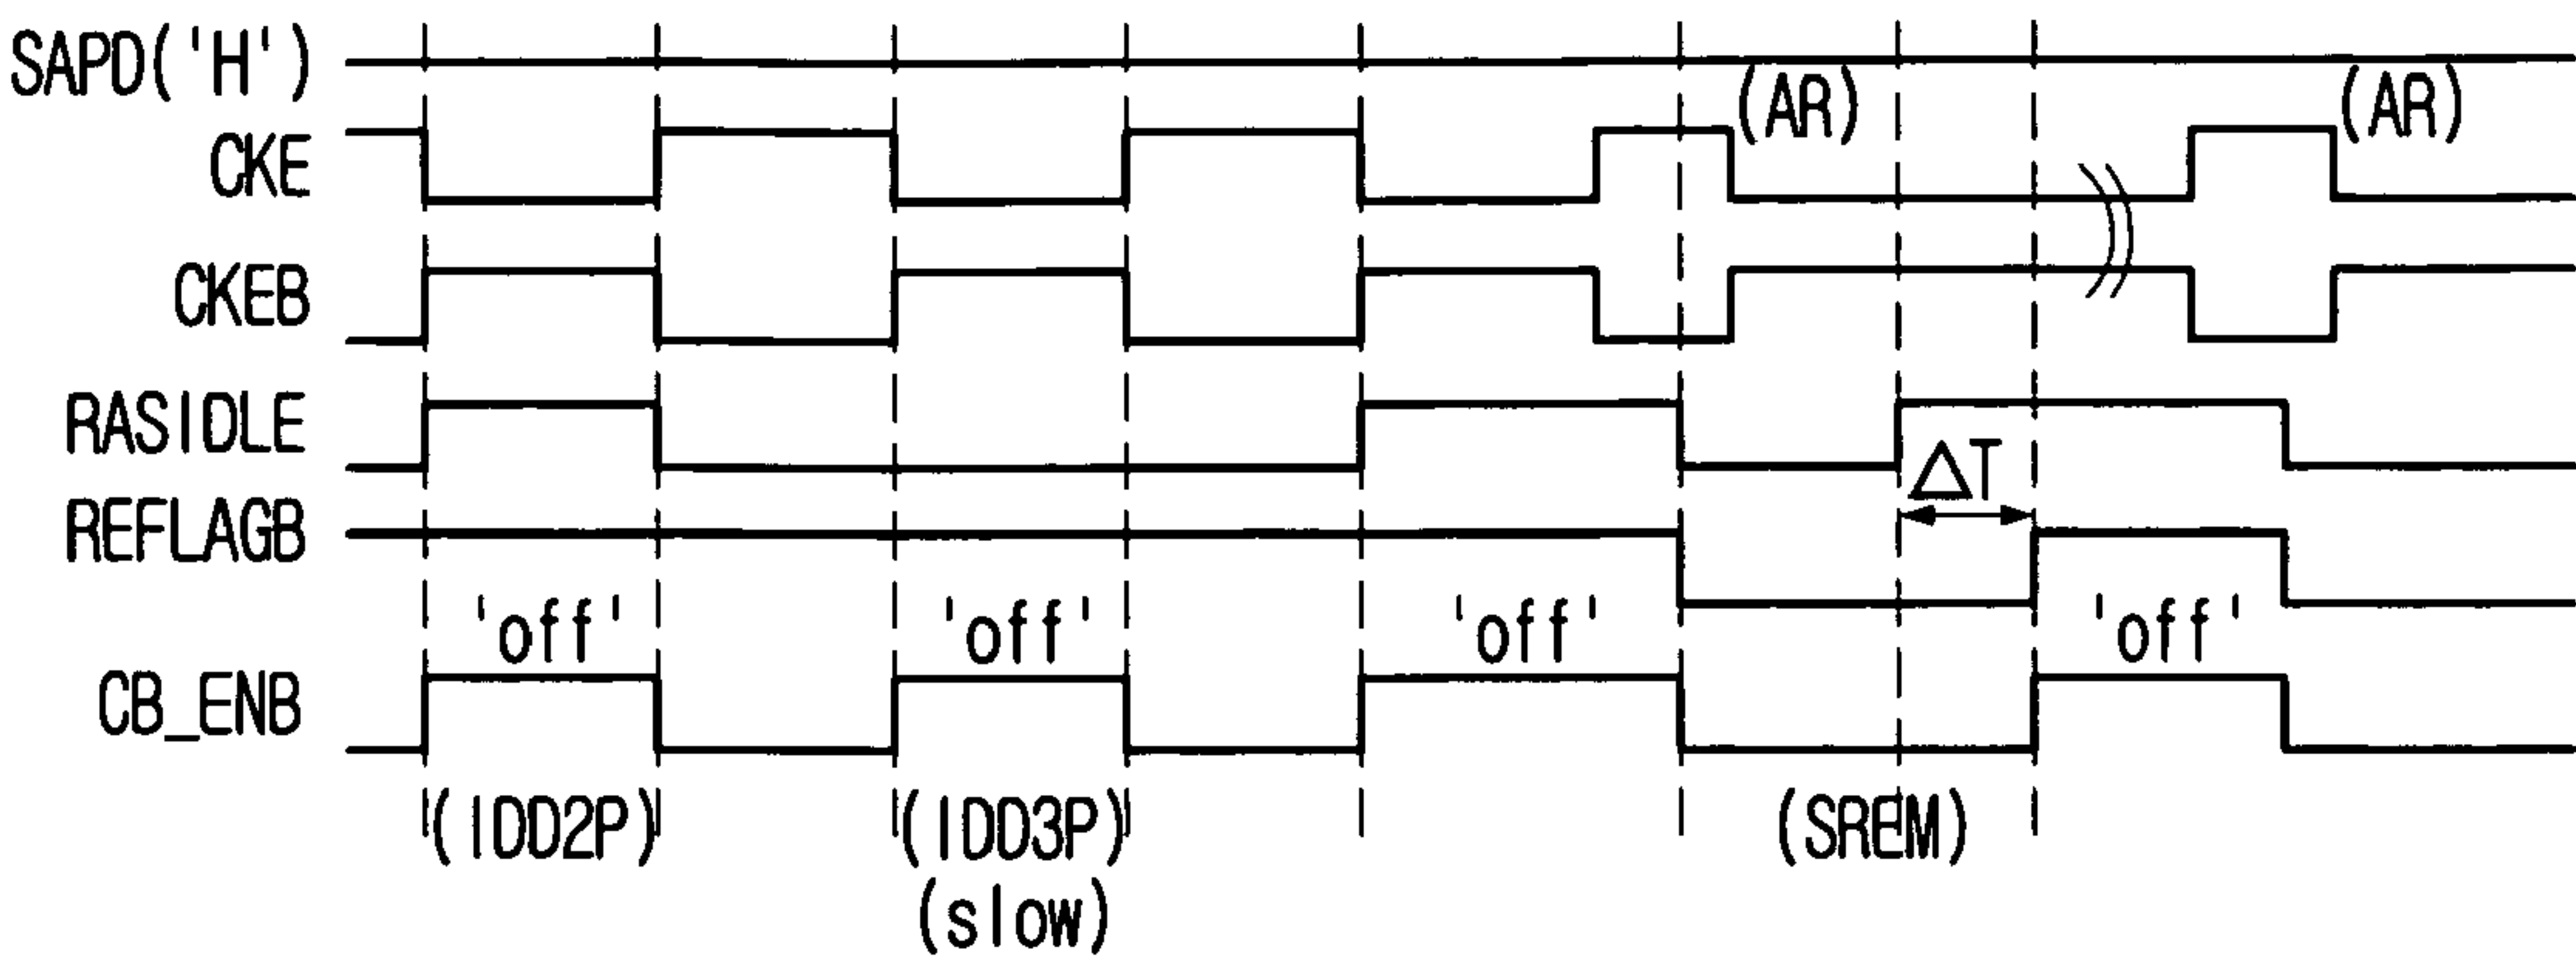 SAPD('H')
(AR) (AR)
CKE
CKEB
RASIDLE
ΔT
REFLAGB
'off' 'off' 'off' 'off'
CB_ENB
(IDD2P) (IDD3P) (SREM)
(slow)